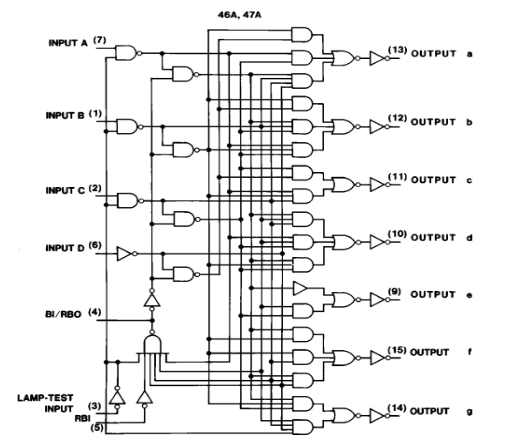 46A, 47A
INPUT A (7)
(13) OUTPUT a
INPUT B (1)
(12) OUTPUT b
INPUT C (2)
(11) OUTPUT c
INPUT D (6)
(10) OUTPUT d
(9) OUTPUT e
BI/RBO (4)
(15) OUTPUT f
LAMP-TEST
INPUT (3)
RBI
(5)
(14) OUTPUT g